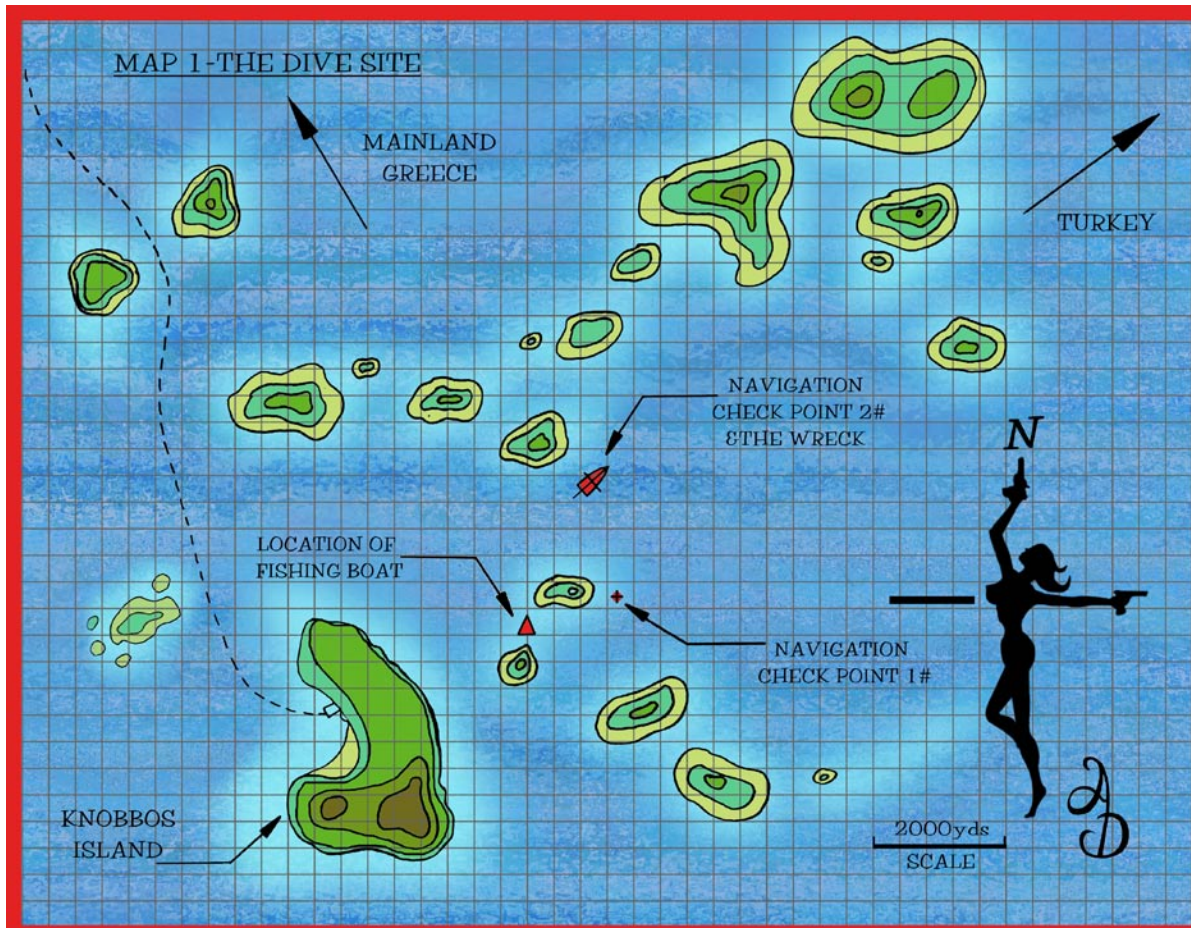 MAP 1-THE DIVE SITE
MAINLAND
GREECE
TURKEY
NAVIGATION
CHECK POINT 2#
&THE WRECK
N
LOCATION OF
FISHING BOAT
NAVIGATION
CHECK POINT 1#
KNOBBOS
ISLAND
2000yds
SCALE
AD